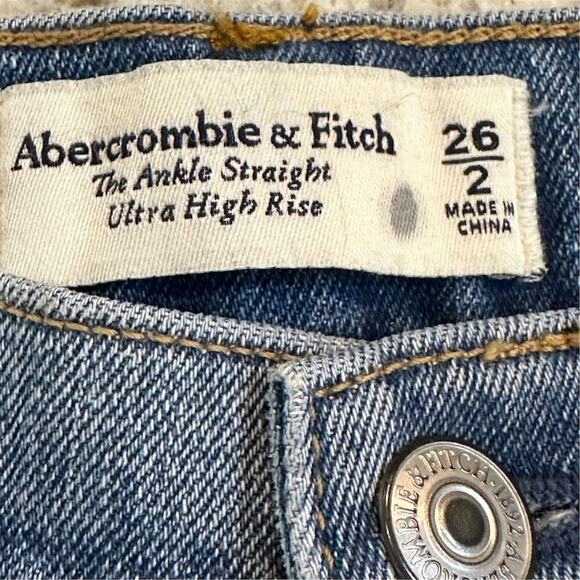 Abercrombie & Fitch
The Ankle Straight
Ultra High Rise
26
2
MADE IN
CHINA
ABERCROMBIE & FITCH · 1892 ·